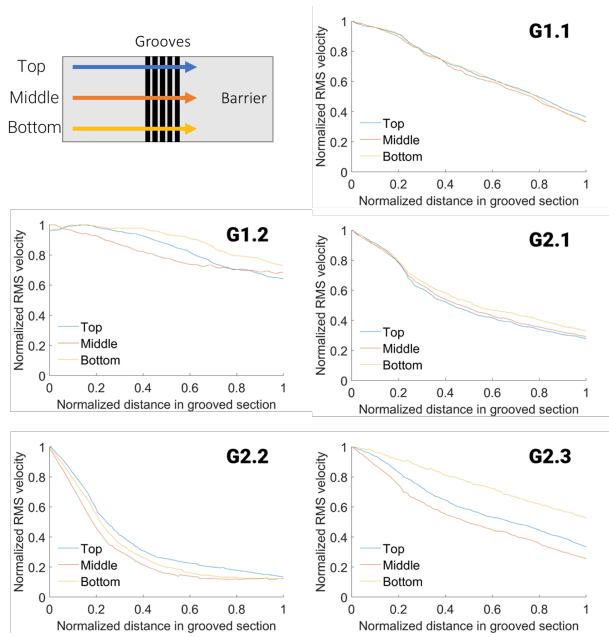 Grooves
Top
Middle
Bottom
Barrier
G1.1
Normalized RMS velocity
1
0.8
0.6
0.4
0.2
0
Top
Middle
Bottom
0 0.2 0.4 0.6 0.8 1
Normalized distance in grooved section
G1.2
Normalized RMS velocity
1
0.8
0.6
0.4
0.2
0
Top
Middle
Bottom
0 0.2 0.4 0.6 0.8 1
Normalized distance in grooved section
G2.1
Normalized RMS velocity
1
0.8
0.6
0.4
0.2
0
Top
Middle
Bottom
0 0.2 0.4 0.6 0.8 1
Normalized distance in grooved section
G2.2
Normalized RMS velocity
1
0.8
0.6
0.4
0.2
0
Top
Middle
Bottom
0 0.2 0.4 0.6 0.8 1
Normalized distance in grooved section
G2.3
Normalized RMS velocity
1
0.8
0.6
0.4
0.2
0
Top
Middle
Bottom
0 0.2 0.4 0.6 0.8 1
Normalized distance in grooved section